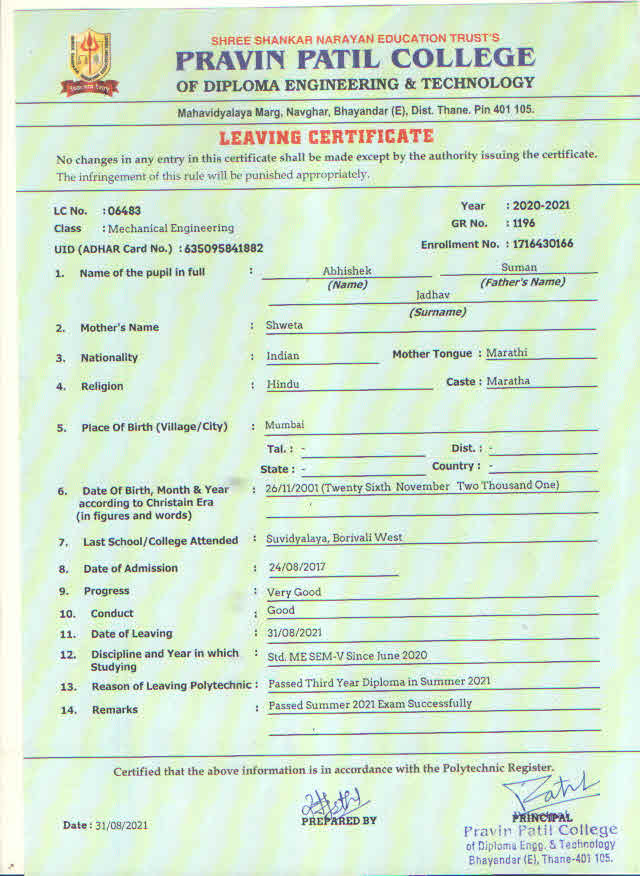 SHREE SHANKAR NARAYAN EDUCATION TRUST'S
PRAVIN PATIL COLLEGE
OF DIPLOMA ENGINEERING & TECHNOLOGY
Mahavidyalaya Marg, Navghar, Bhayandar (E), Dist. Thane. Pin 401 105.
LEAVING CERTIFICATE
No changes in any entry in this certificate shall be made except by the authority issuing the certificate.
The infringement of this rule will be punished appropriately.
LC No. : 06483 Year : 2020-2021
Class : Mechanical Engineering GR No. : 1196
UID (ADHAR Card No.) : 635095841882 Enrollment No. : 1716430166
1. Name of the pupil in full : Abhishek Suman
(Name) (Father's Name)
Jadhav
(Surname)
2. Mother's Name : Shweta
3. Nationality : Indian Mother Tongue : Marathi
4. Religion : Hindu Caste : Maratha
5. Place Of Birth (Village/City) : Mumbai
Tal. : - Dist. : -
State : - Country : -
6. Date Of Birth, Month & Year : 26/11/2001 (Twenty Sixth November Two Thousand One)
according to Christain Era
(in figures and words)
7. Last School/College Attended : Suvidyalaya, Borivali West
8. Date of Admission : 24/08/2017
9. Progress : Very Good
10. Conduct : Good
11. Date of Leaving : 31/08/2021
12. Discipline and Year in which : Std. ME SEM-V Since June 2020
Studying
13. Reason of Leaving Polytechnic : Passed Third Year Diploma in Summer 2021
14. Remarks : Passed Summer 2021 Exam Successfully
Certified that the above information is in accordance with the Polytechnic Register.
Date : 31/08/2021 PREPARED BY PRINCIPAL
Pravin Patil College
of Diploma Engg. & Technology
Bhayandar (E), Thane-401 105.